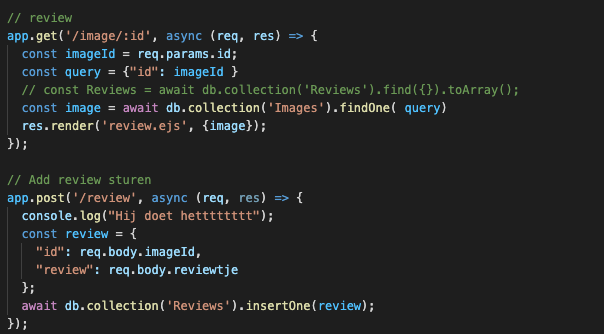 // review
app.get('/image/:id', async (req, res) => {
  const imageId = req.params.id;
  const query = {"id": imageId }
  // const Reviews = await db.collection('Reviews').find({}).toArray();
  const image = await db.collection('Images').findOne( query)
  res.render('review.ejs', {image});
});

// Add review sturen
app.post('/review', async (req, res) => {
  console.log("Hij doet hetttttttt");
  const review = {
    "id": req.body.imageId,
    "review": req.body.reviewtje
  };
  await db.collection('Reviews').insertOne(review);
});